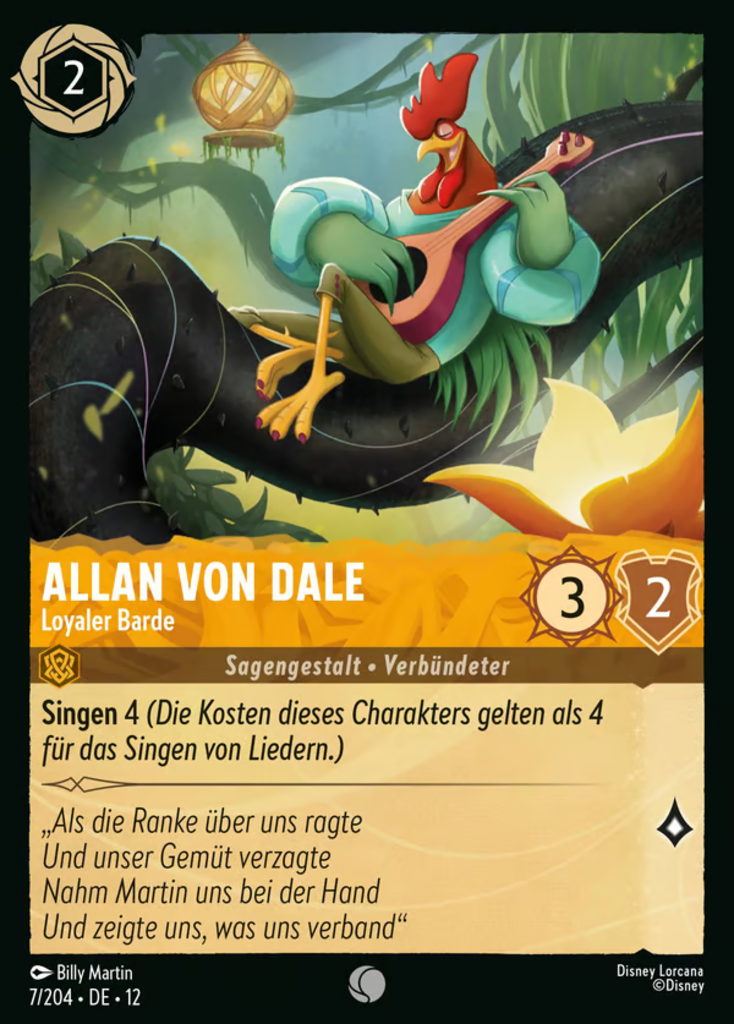 2
ALLAN VON DALE
Loyaler Barde
3
2
Sagengestalt • Verbündeter
Singen 4 (Die Kosten dieses Charakters gelten als 4
für das Singen von Liedern.)
„Als die Ranke über uns ragte
Und unser Gemüt verzagte
Nahm Martin uns bei der Hand
Und zeigte uns, was uns verband“
Billy Martin
7/204 • DE • 12
Disney Lorcana
©Disney